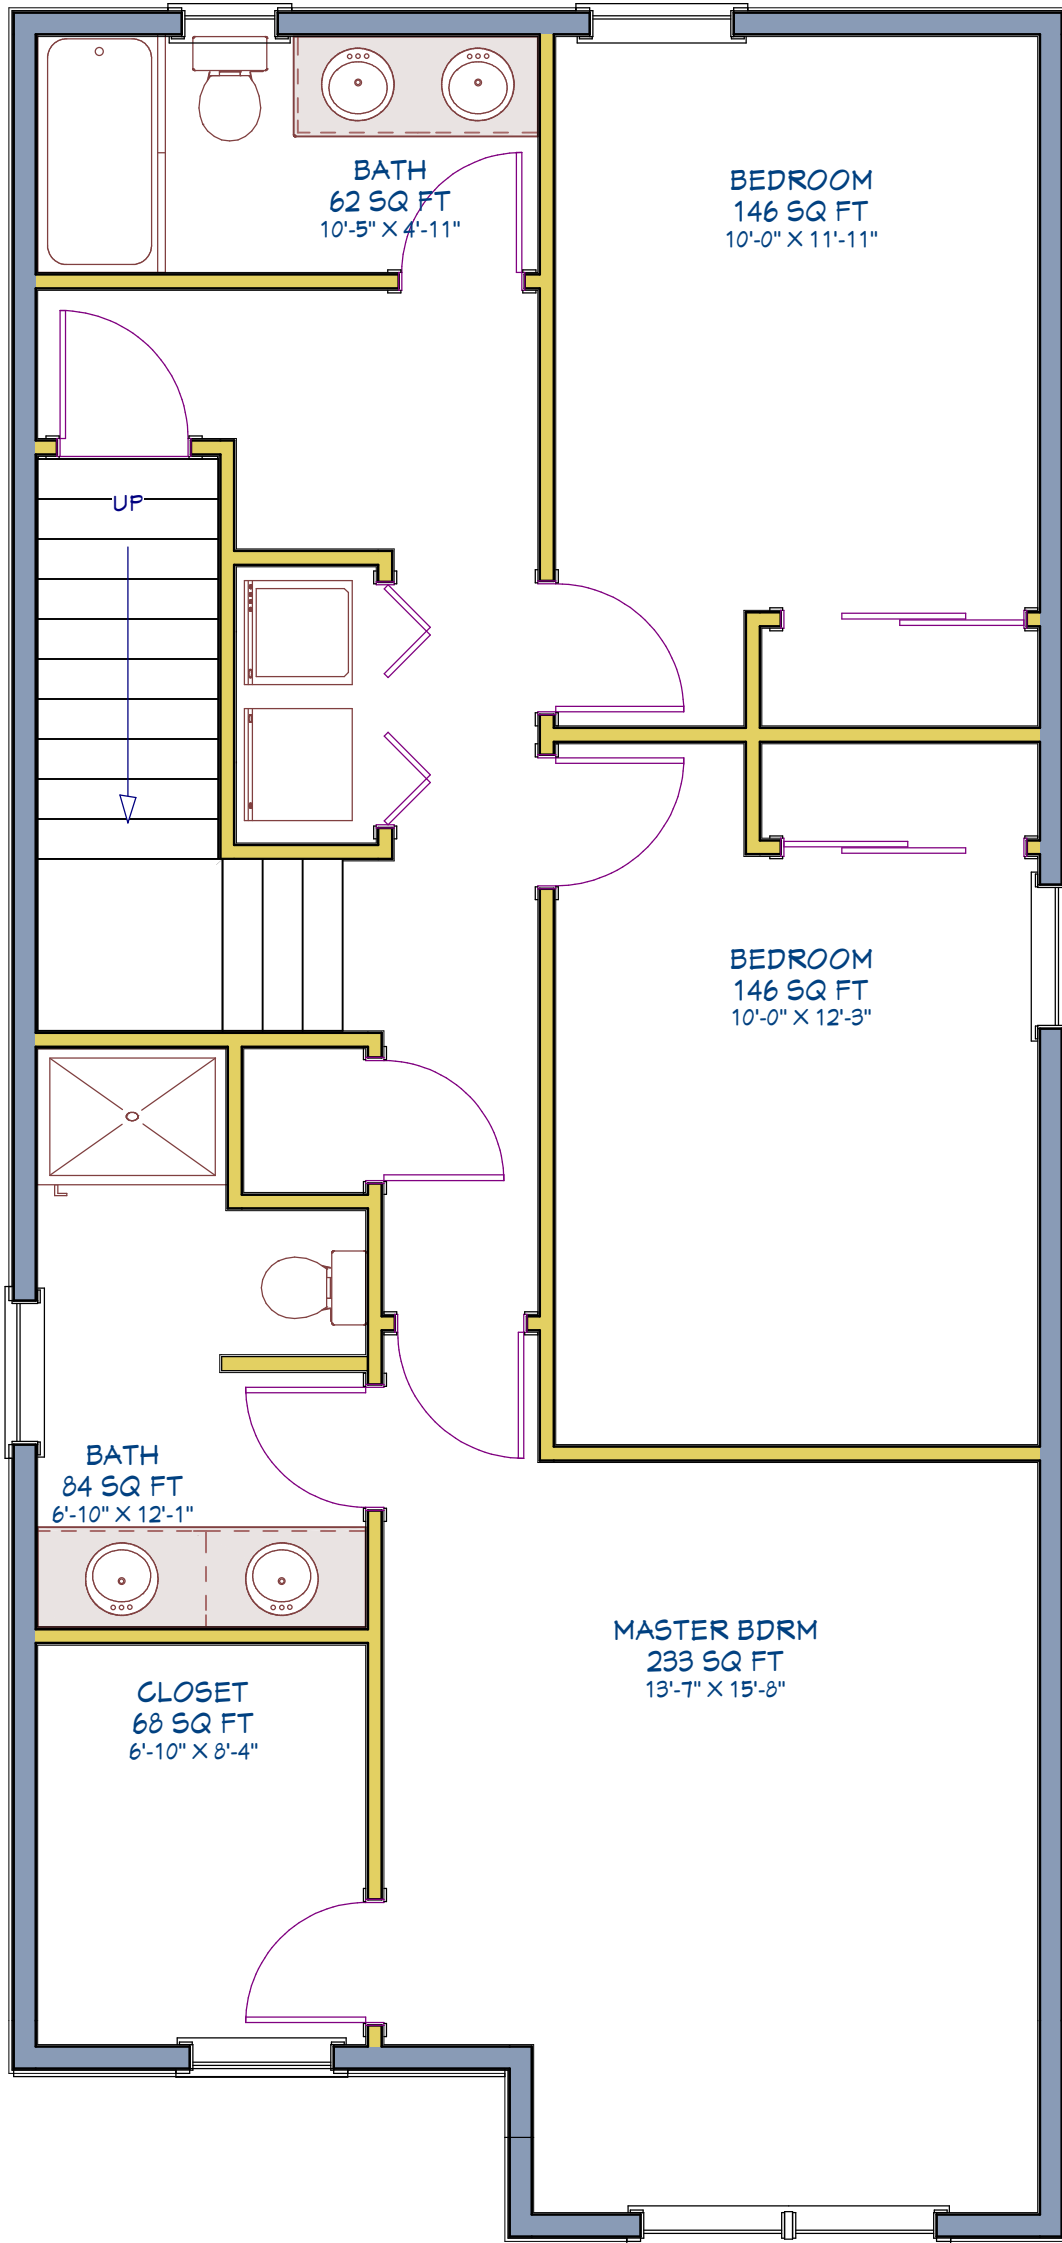 BATH
62 SQ FT
10'-5" X 4'-11"
BEDROOM
146 SQ FT
10'-0" X 11'-11"
UP
BEDROOM
146 SQ FT
10'-0" X 12'-3"
BATH
84 SQ FT
6'-10" X 12'-1"
MASTER BDRM
233 SQ FT
13'-7" X 15'-8"
CLOSET
68 SQ FT
6'-10" X 8'-4"